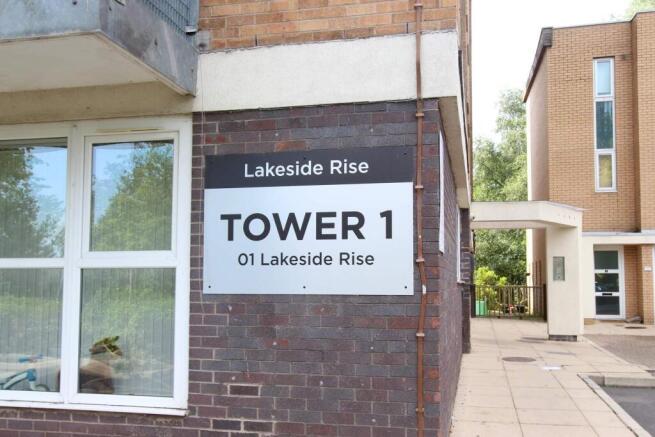 Lakeside Rise
TOWER 1
01 Lakeside Rise